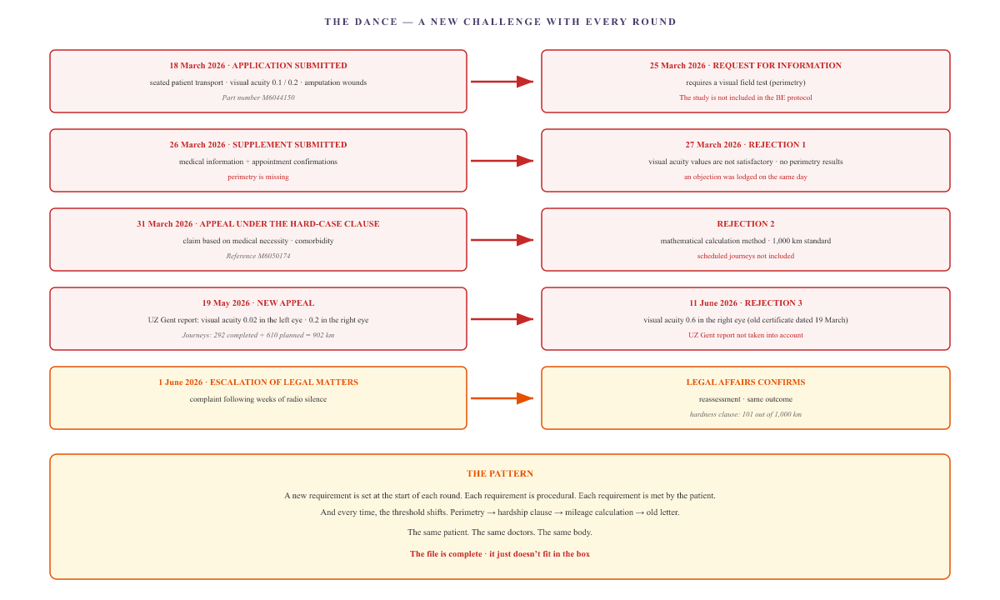 THE DANCE — A NEW CHALLENGE WITH EVERY ROUND
18 March 2026 · APPLICATION SUBMITTED
seated patient transport · visual acuity 0.1 / 0.2 · amputation wounds
Part number M6044150
25 March 2026 · REQUEST FOR INFORMATION
requires a visual field test (perimetry)
The study is not included in the BE protocol
26 March 2026 · SUPPLEMENT SUBMITTED
medical information + appointment confirmations
perimetry is missing
27 March 2026 · REJECTION 1
visual acuity values are not satisfactory · no perimetry results
an objection was lodged on the same day
31 March 2026 · APPEAL UNDER THE HARD-CASE CLAUSE
claim based on medical necessity · comorbidity
Reference M6050174
REJECTION 2
mathematical calculation method · 1,000 km standard
scheduled journeys not included
19 May 2026 · NEW APPEAL
UZ Gent report: visual acuity 0.02 in the left eye · 0.2 in the right eye
Journeys: 292 completed + 610 planned = 902 km
11 June 2026 · REJECTION 3
visual acuity 0.6 in the right eye (old certificate dated 19 March)
UZ Gent report not taken into account
1 June 2026 · ESCALATION OF LEGAL MATTERS
complaint following weeks of radio silence
LEGAL AFFAIRS CONFIRMS
reassessment · same outcome
hardness clause: 101 out of 1,000 km
THE PATTERN
A new requirement is set at the start of each round. Each requirement is procedural. Each requirement is met by the patient.
And every time, the threshold shifts. Perimetry → hardship clause → mileage calculation → old letter.
The same patient. The same doctors. The same body.
The file is complete · it just doesn't fit in the box